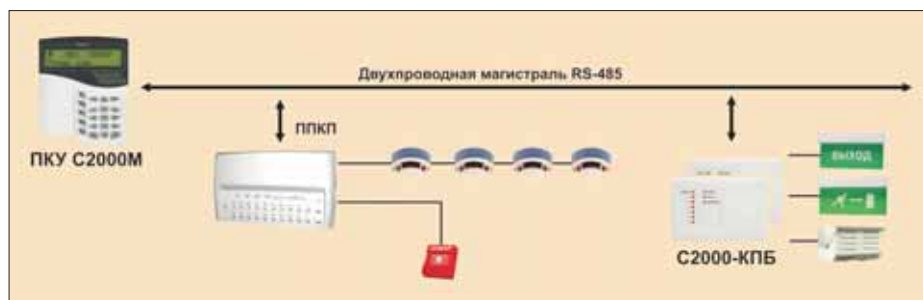 Двухпроводная магистраль RS-485
ППКП
ПКУ С2000М
ВЫХОД
С2000-КПБ